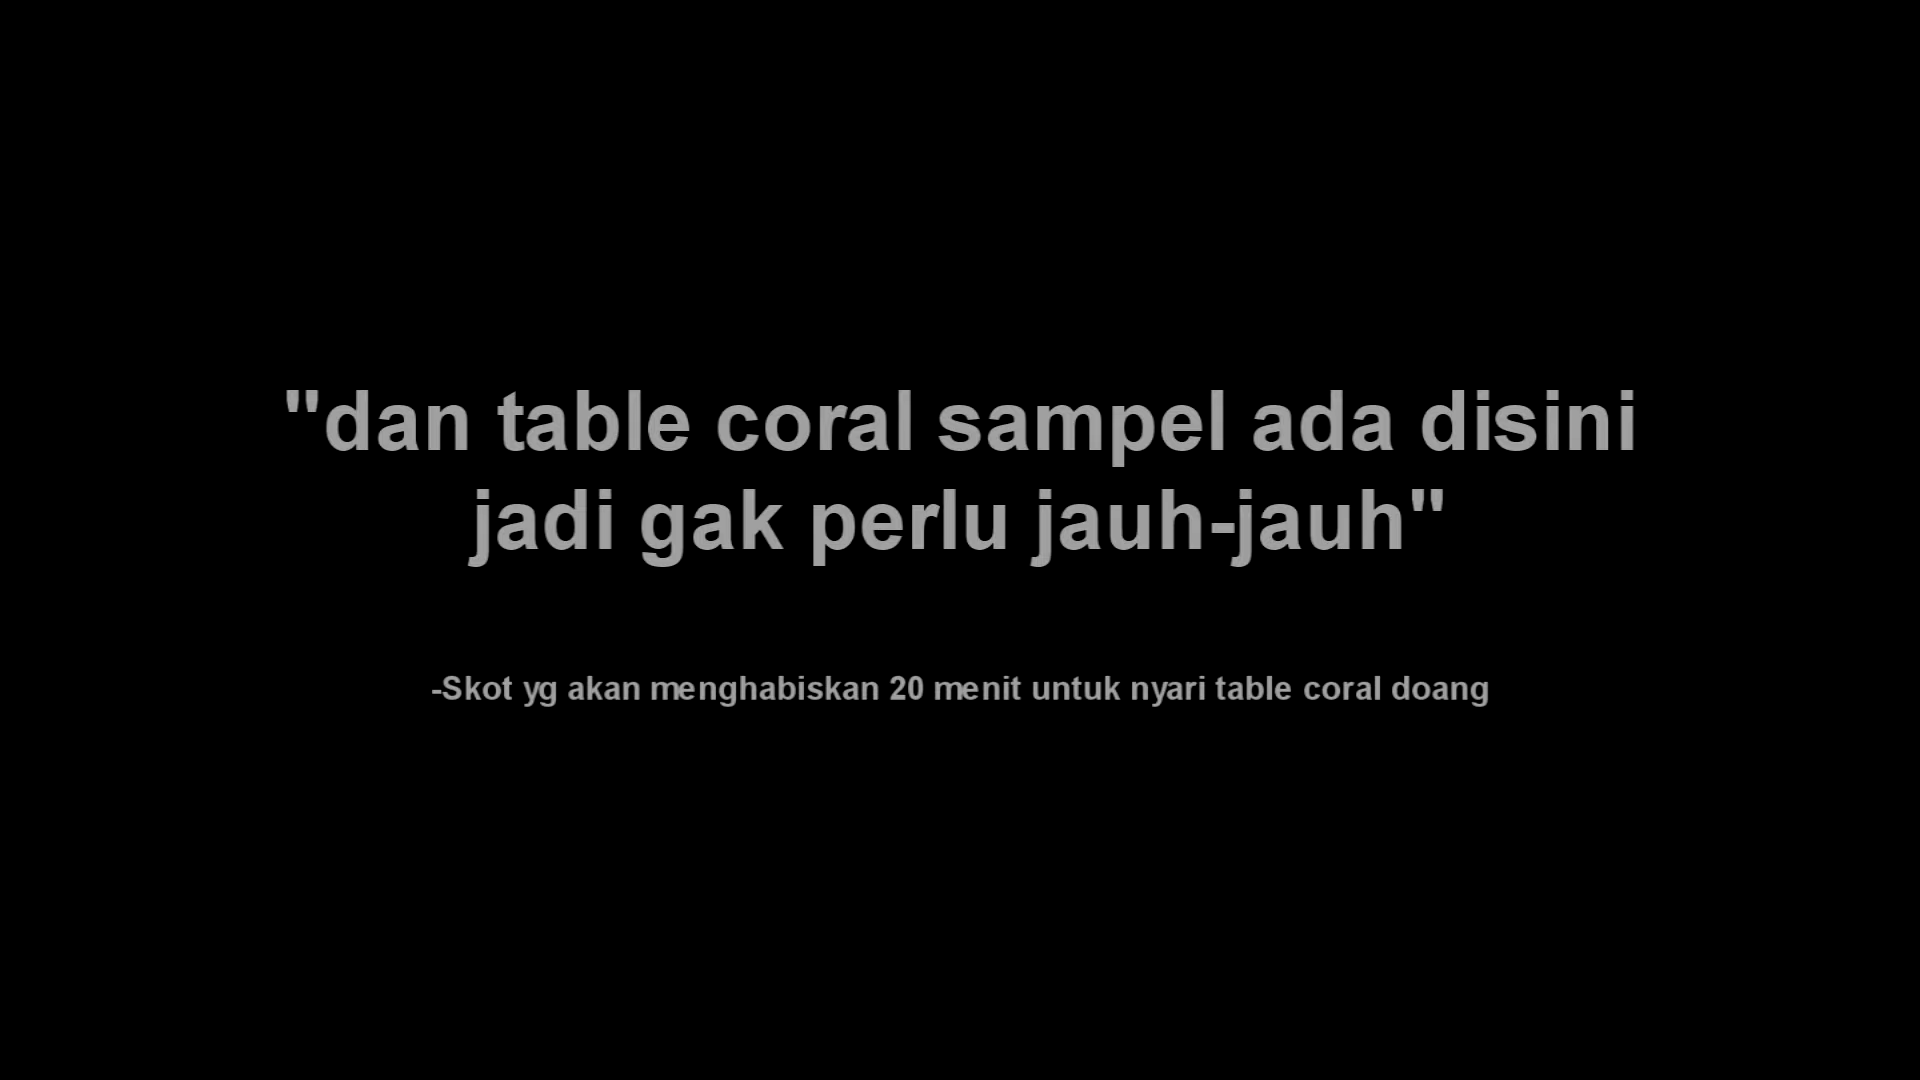 "dan table coral sampel ada disini
jadi gak perlu jauh-jauh"
-Skot yg akan menghabiskan 20 menit untuk nyari table coral doang